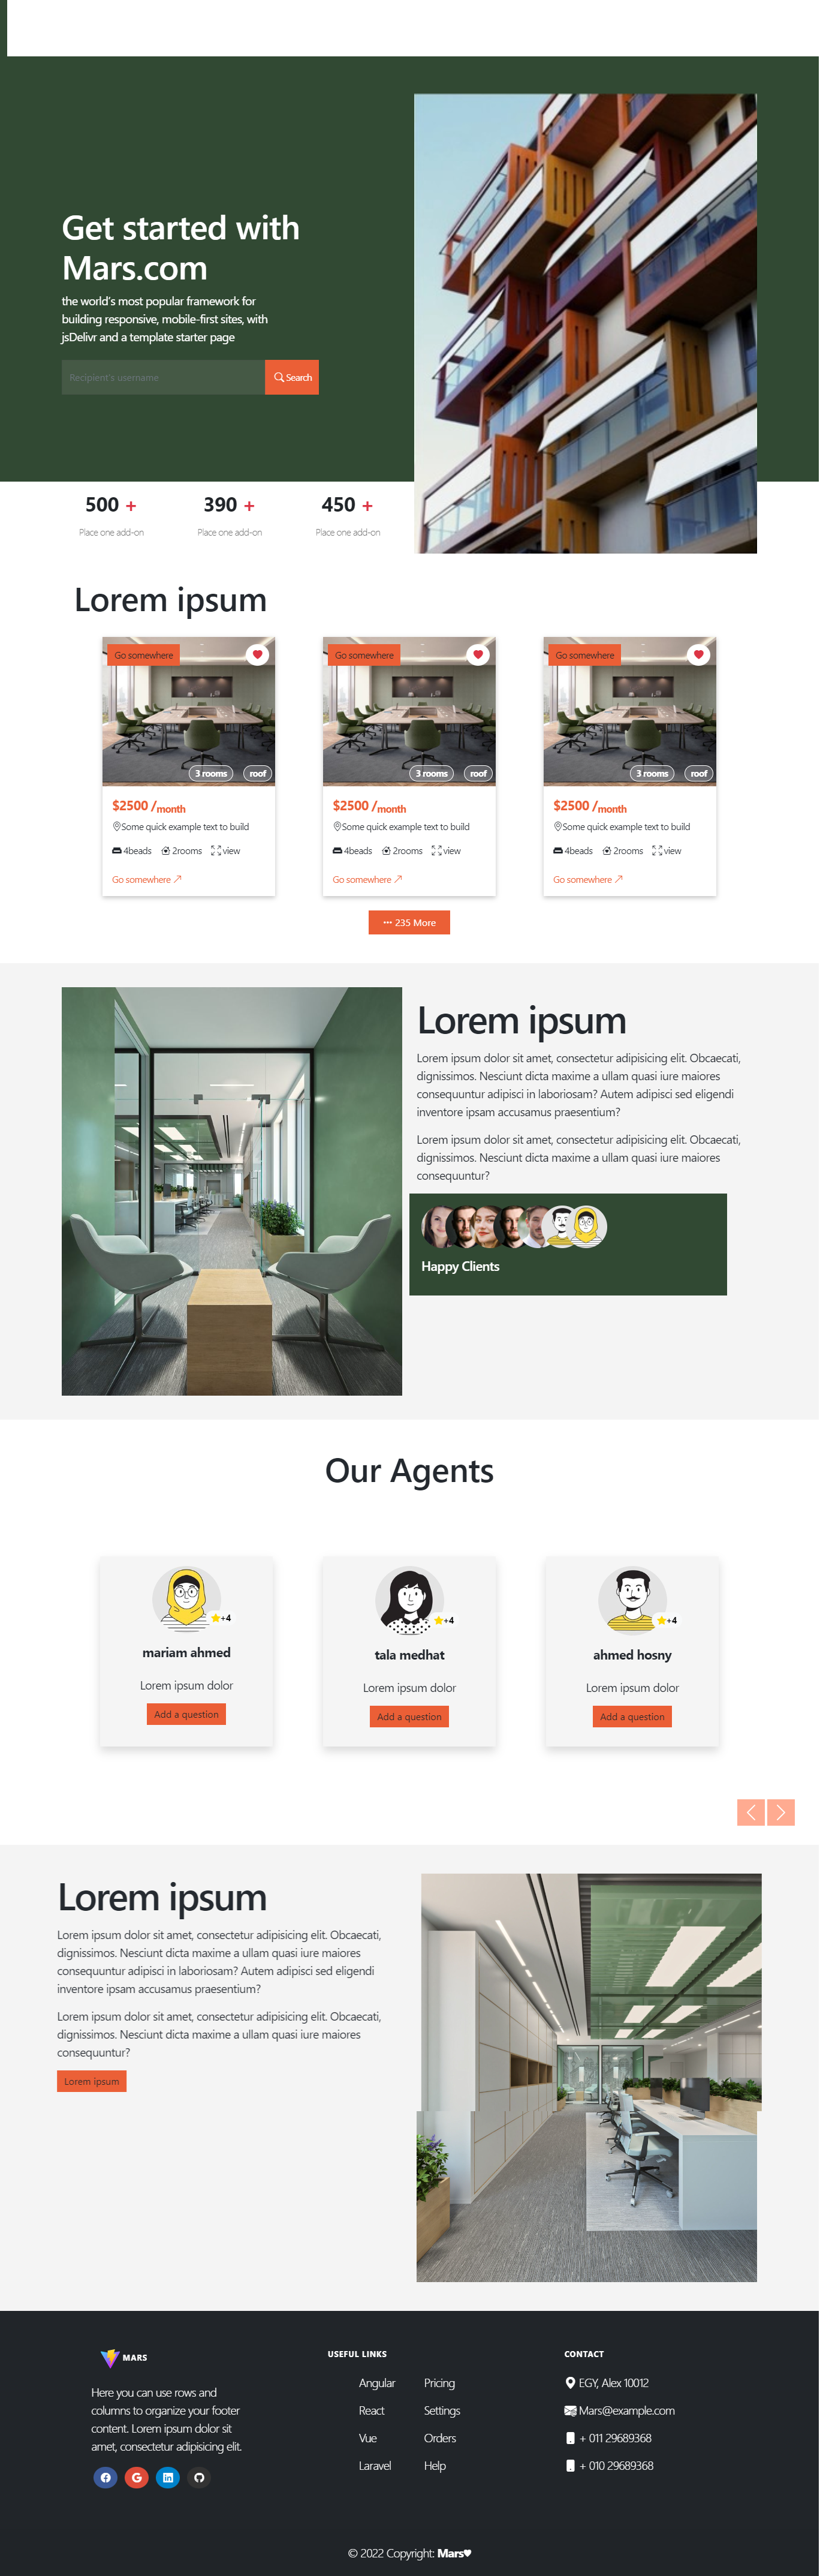 Get started with
Mars.com
the world's most popular framework for
building responsive, mobile-first sites, with
jsDelivr and a template starter page
Recipient's username
Search
500 + 390 + 450 +
Place one add-on Place one add-on Place one add-on
Lorem ipsum
Go somewhere Go somewhere Go somewhere
3 rooms roof 3 rooms roof 3 rooms roof
$2500 /month $2500 /month $2500 /month
Some quick example text to build Some quick example text to build Some quick example text to build
4beads 2rooms view 4beads 2rooms view 4beads 2rooms view
Go somewhere Go somewhere Go somewhere
235 More
Lorem ipsum
Lorem ipsum dolor sit amet, consectetur adipisicing elit. Obcaecati,
dignissimos. Nesciunt dicta maxime a ullam quasi iure maiores
consequuntur adipisci in laboriosam? Autem adipisci sed eligendi
inventore ipsam accusamus praesentium?
Lorem ipsum dolor sit amet, consectetur adipisicing elit. Obcaecati,
dignissimos. Nesciunt dicta maxime a ullam quasi iure maiores
consequuntur?
Happy Clients
Our Agents
+4 +4 +4
mariam ahmed tala medhat ahmed hosny
Lorem ipsum dolor Lorem ipsum dolor Lorem ipsum dolor
Add a question Add a question Add a question
Lorem ipsum
Lorem ipsum dolor sit amet, consectetur adipisicing elit. Obcaecati,
dignissimos. Nesciunt dicta maxime a ullam quasi iure maiores
consequuntur adipisci in laboriosam? Autem adipisci sed eligendi
inventore ipsam accusamus praesentium?
Lorem ipsum dolor sit amet, consectetur adipisicing elit. Obcaecati,
dignissimos. Nesciunt dicta maxime a ullam quasi iure maiores
consequuntur?
Lorem ipsum
MARS
Here you can use rows and
columns to organize your footer
content. Lorem ipsum dolor sit
amet, consectetur adipisicing elit.
USEFUL LINKS
Angular Pricing
React Settings
Vue Orders
Laravel Help
CONTACT
EGY, Alex 10012
Mars@example.com
+ 011 29689368
+ 010 29689368
© 2022 Copyright: Mars